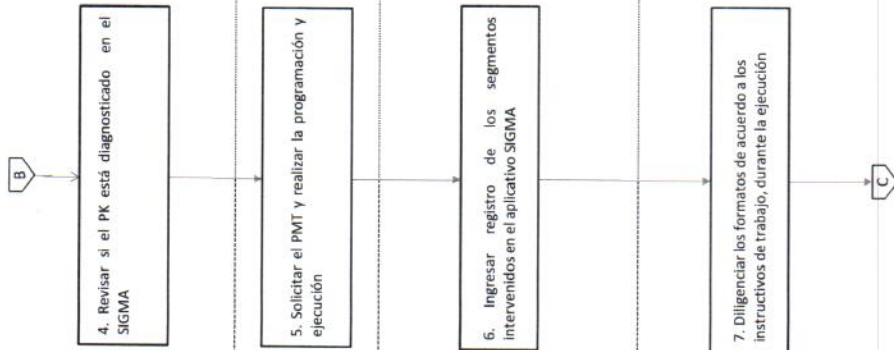 B
4. Revisar si el PK está diagnosticado en el
SIGMA
5. Solicitar el PMT y realizar la programación y
ejecución
6. Ingresar registro de los segmentos
intervenidos en el aplicativo SIGMA
7. Diligenciar los formatos de acuerdo a los
instructivos de trabajo, durante la ejecución
C